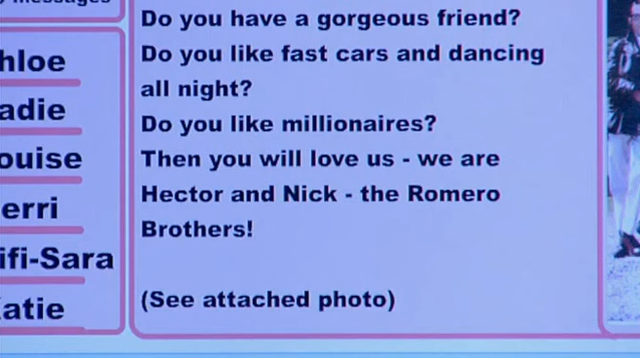 messages
hloe
adie
ouise
erri
ifi-Sara
atie
Do you have a gorgeous friend?
Do you like fast cars and dancing
all night?
Do you like millionaires?
Then you will love us - we are
Hector and Nick - the Romero
Brothers!
(See attached photo)